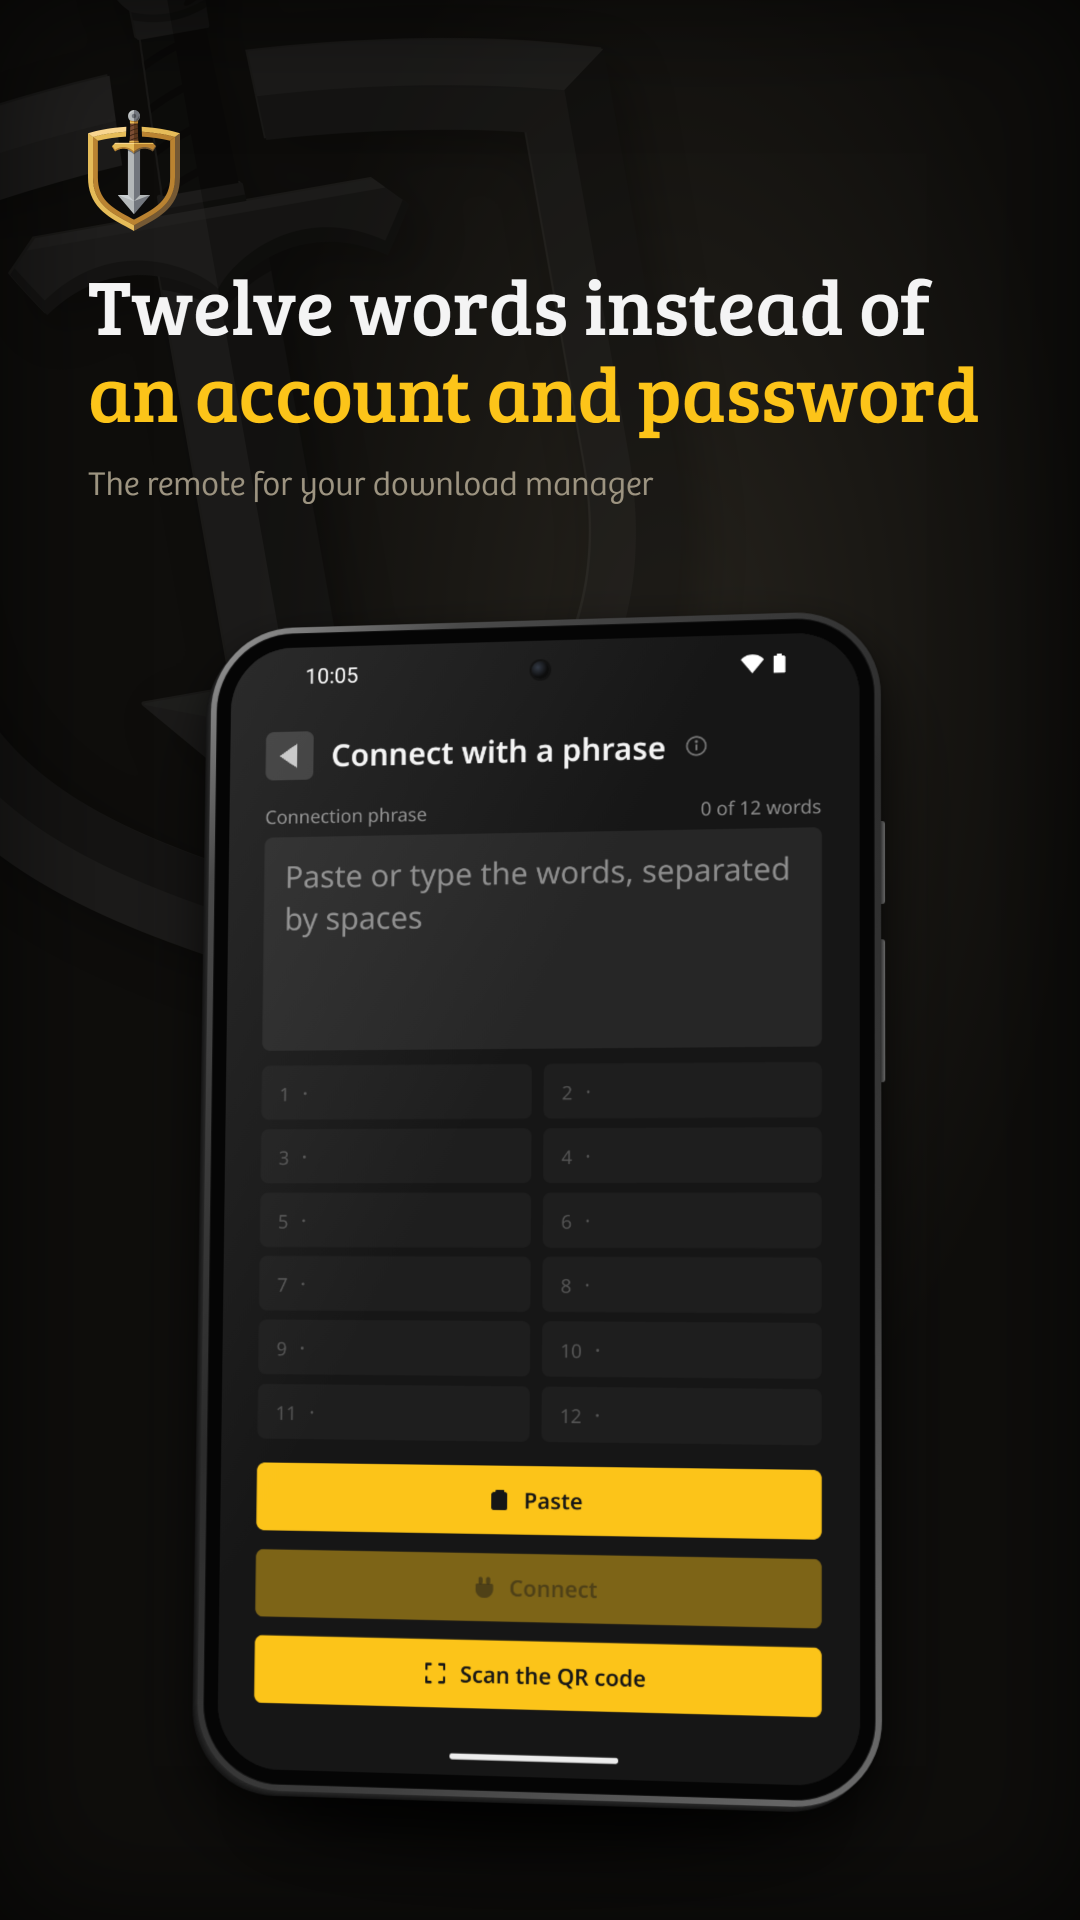 Twelve words instead of
an account and password
The remote for your download manager
10:05
Connect with a phrase
Connection phrase
0 of 12 words
Paste or type the words, separated
by spaces
1 ·
2 ·
3 ·
4 ·
5 ·
6 ·
7 ·
8 ·
9 ·
10 ·
11 ·
12 ·
Paste
Connect
Scan the QR code